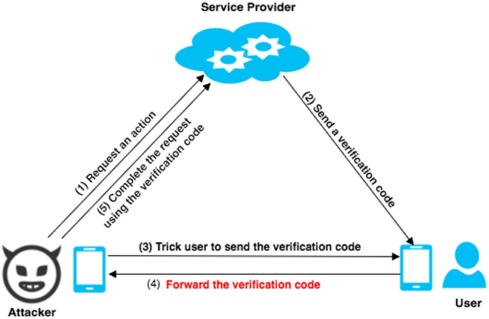 Service Provider
(1) Request an action
(5) Complete the request
using the verification code
(2) Send a verification code
(3) Trick user to send the verification code
(4) Forward the verification code
Attacker
User